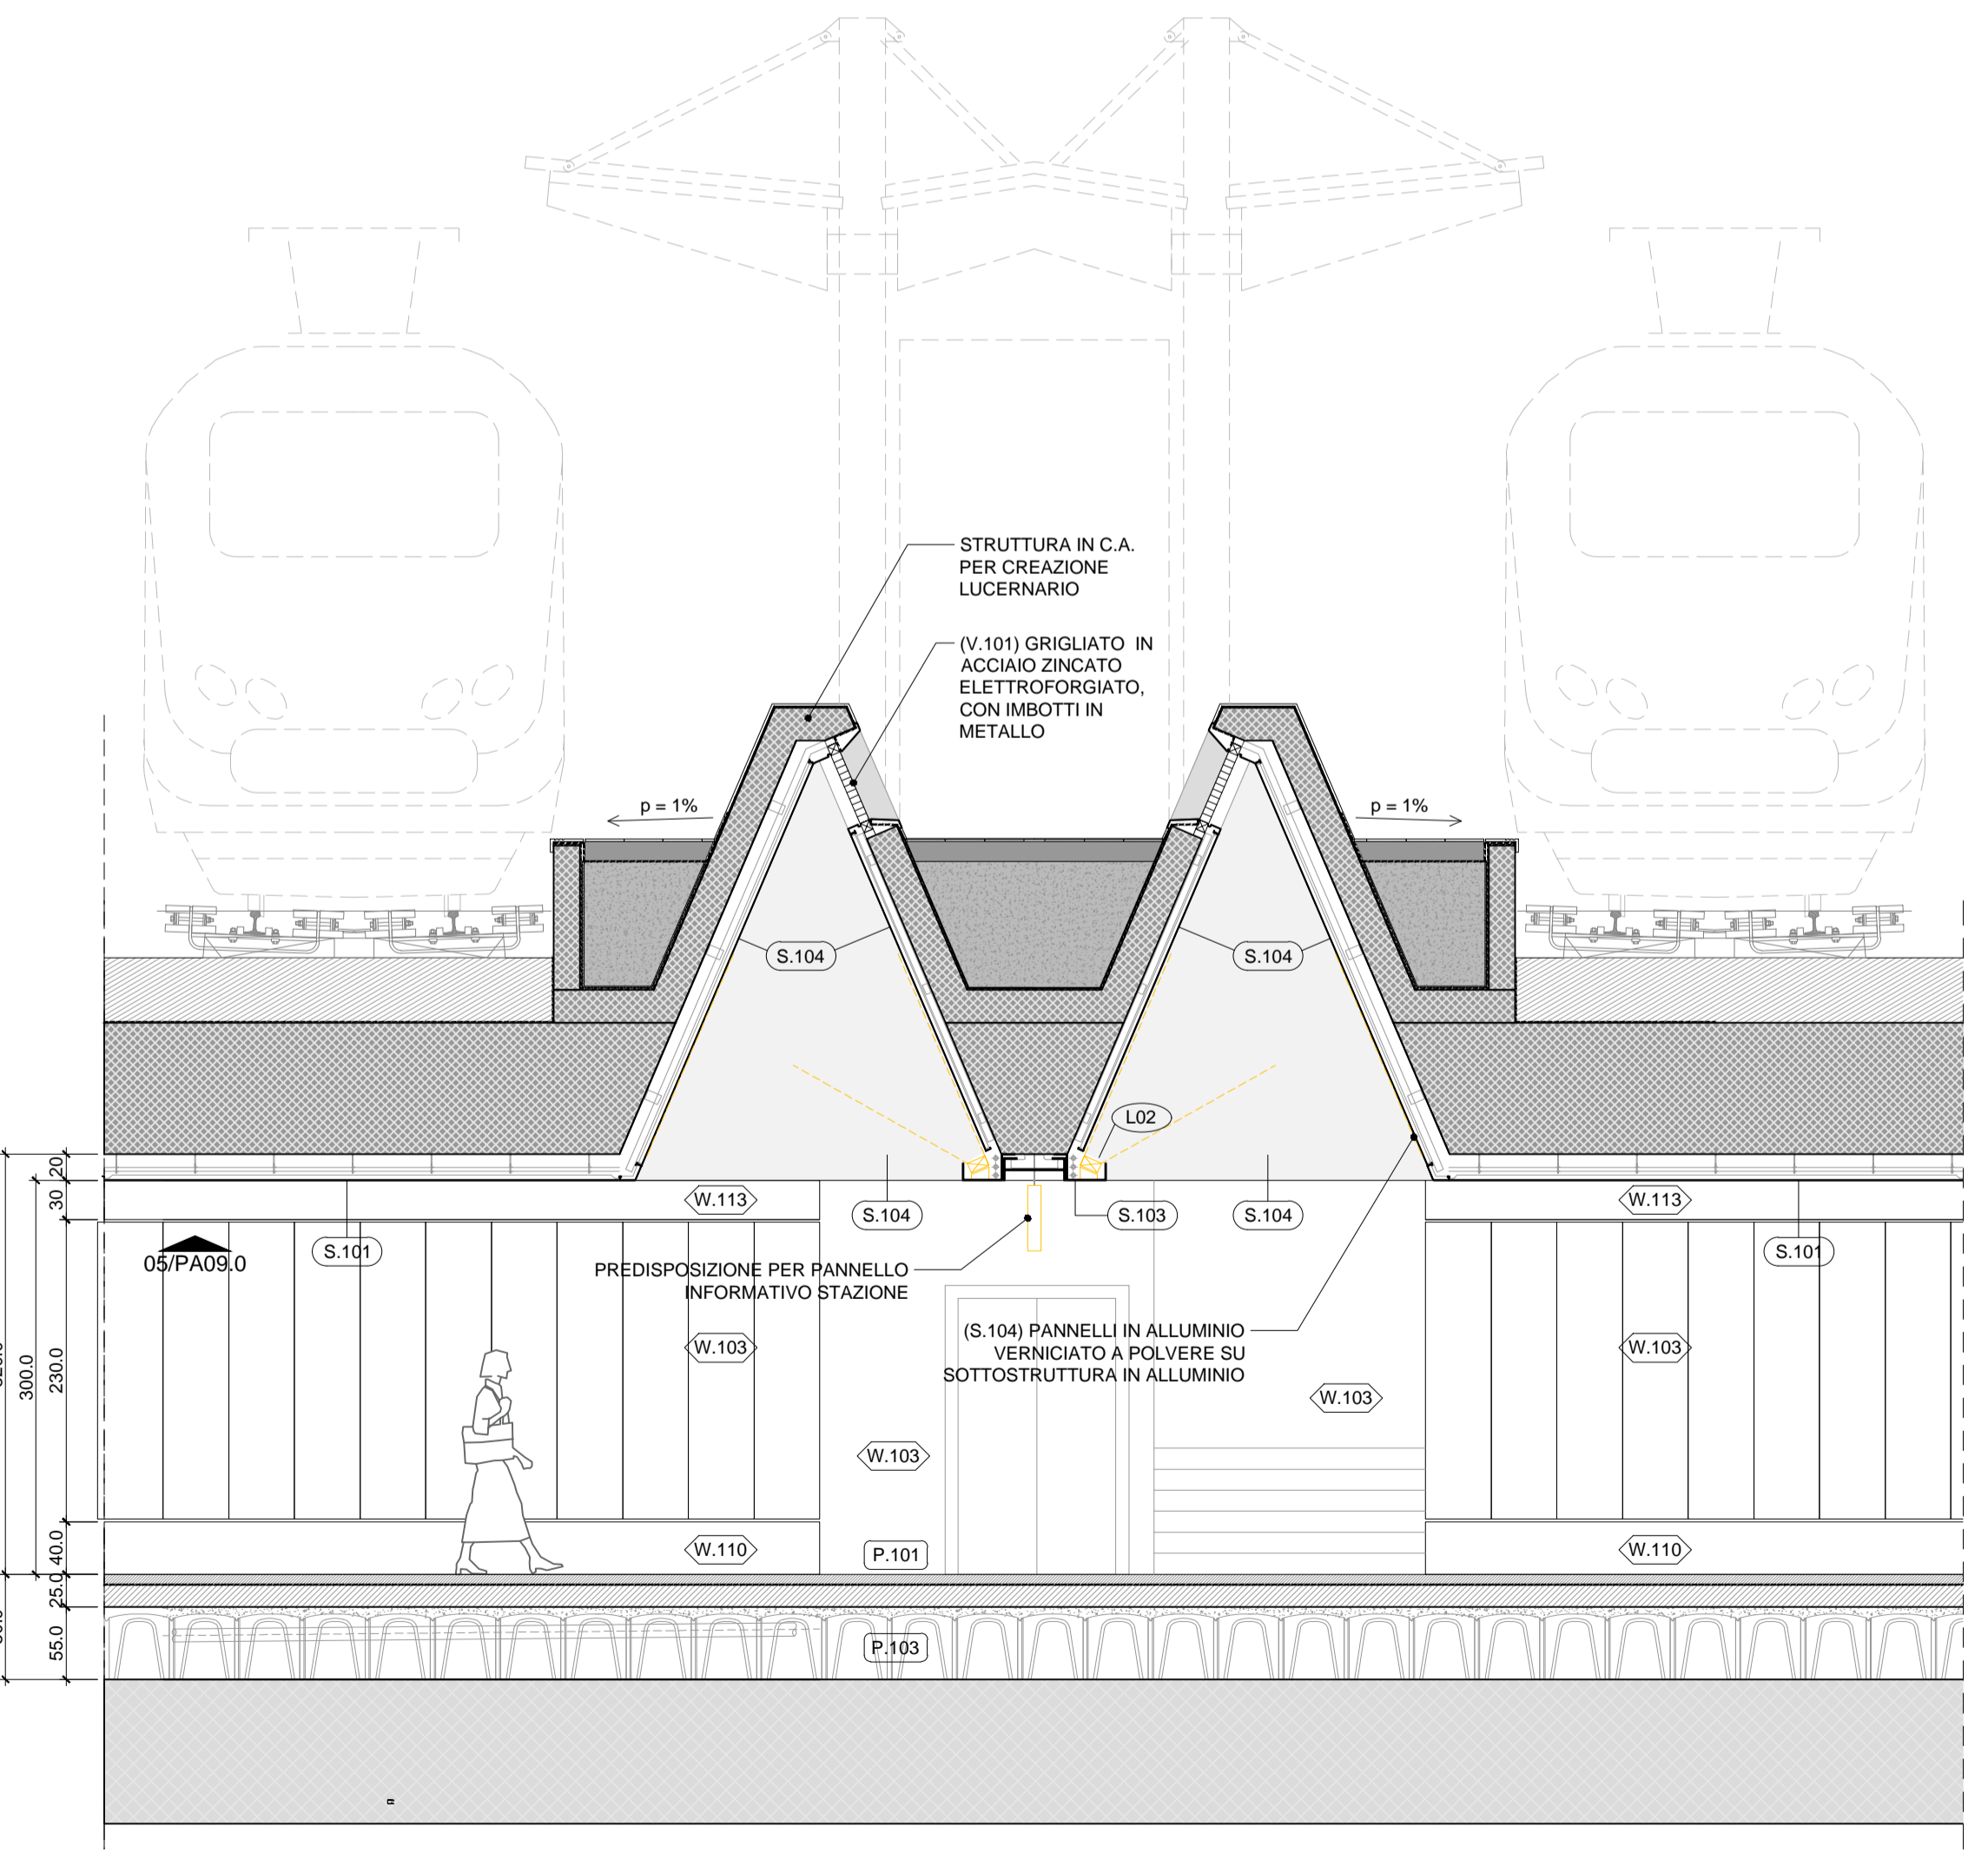 STRUTTURA IN C.A.
PER CREAZIONE
LUCERNARIO
(V.101) GRIGLIATO IN
ACCIAIO ZINCATO
ELETTROFORGIATO,
CON IMBOTTI IN
METALLO
p = 1%
p = 1%
S.104
S.104
L02
20
30
W.113
S.104
S.103
S.104
W.113
S.101
S.101
05/PA09.0
PREDISPOSIZIONE PER PANNELLO
INFORMATIVO STAZIONE
(S.104) PANNELLI IN ALLUMINIO
VERNICIATO A POLVERE SU
SOTTOSTRUTTURA IN ALLUMINIO
300.0
230.0
W.103
W.103
W.103
W.103
40.0
W.110
P.101
W.110
25.0
55.0
P.103